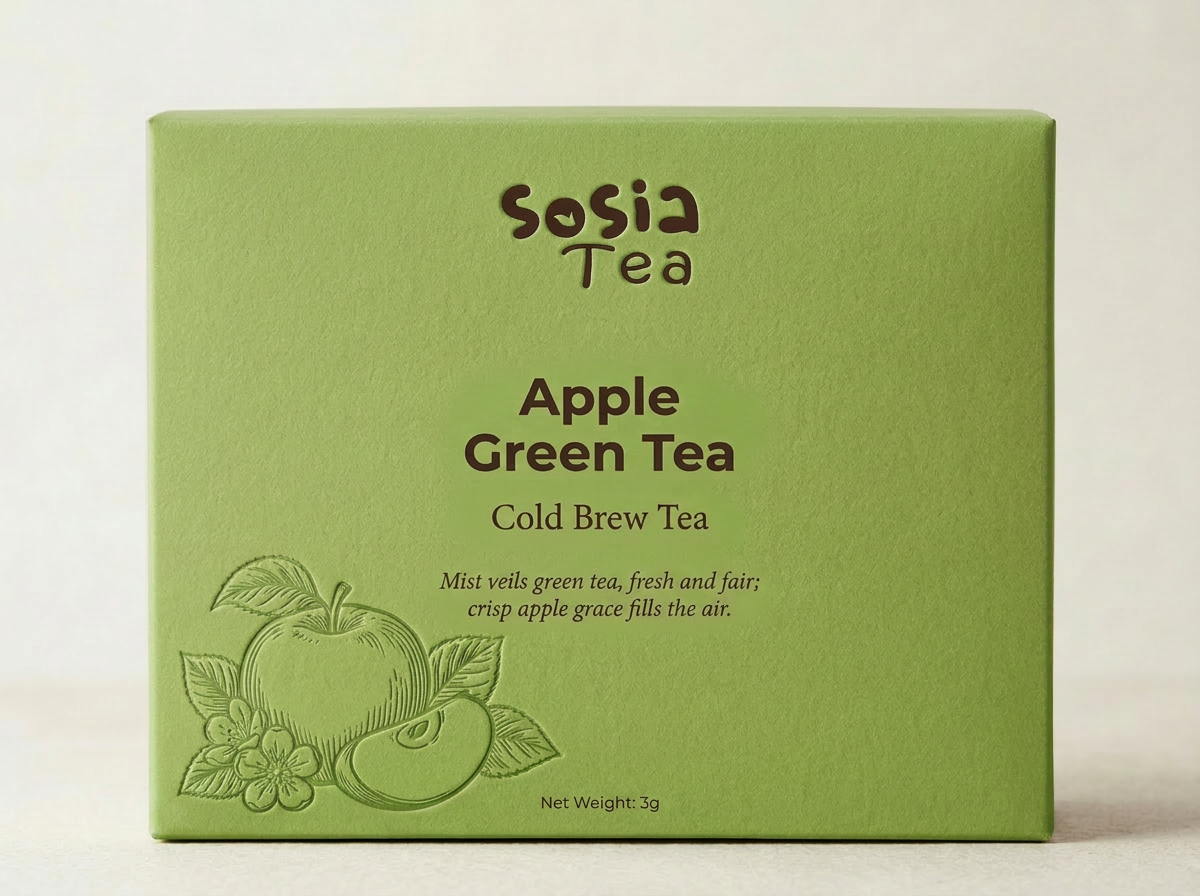 Sosia
Tea
Apple
Green Tea
Cold Brew Tea
Mist veils green tea, fresh and fair;
crisp apple grace fills the air.
Net Weight: 3g